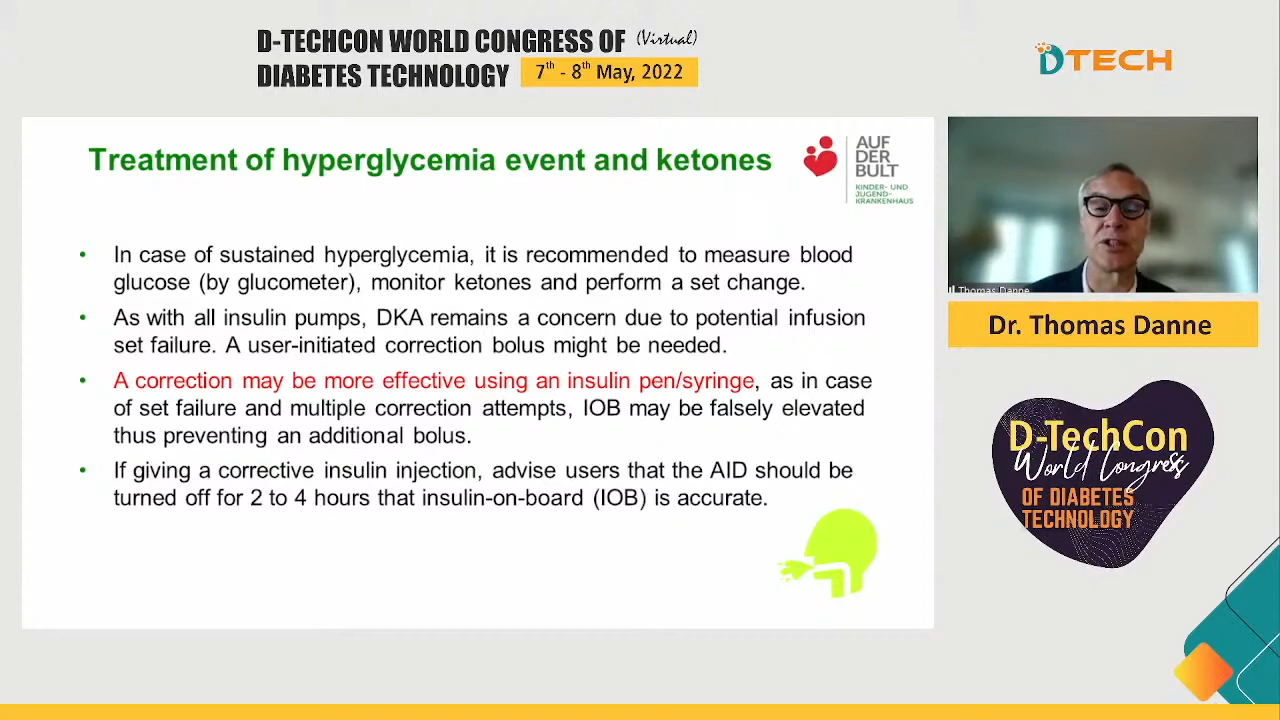 D-TECHCON WORLD CONGRESS OF (Virtual)
DIABETES TECHNOLOGY 7th - 8th May, 2022
DTECH
Treatment of hyperglycemia event and ketones
AUF
DER
BULT
KINDER- UND
JUGEND-
KRANKENHAUS
• In case of sustained hyperglycemia, it is recommended to measure blood
glucose (by glucometer), monitor ketones and perform a set change.
• As with all insulin pumps, DKA remains a concern due to potential infusion
set failure. A user-initiated correction bolus might be needed.
• A correction may be more effective using an insulin pen/syringe, as in case
of set failure and multiple correction attempts, IOB may be falsely elevated
thus preventing an additional bolus.
• If giving a corrective insulin injection, advise users that the AID should be
turned off for 2 to 4 hours that insulin-on-board (IOB) is accurate.
Thomas Danne
Dr. Thomas Danne
D-TechCon
World Congress
OF DIABETES
TECHNOLOGY